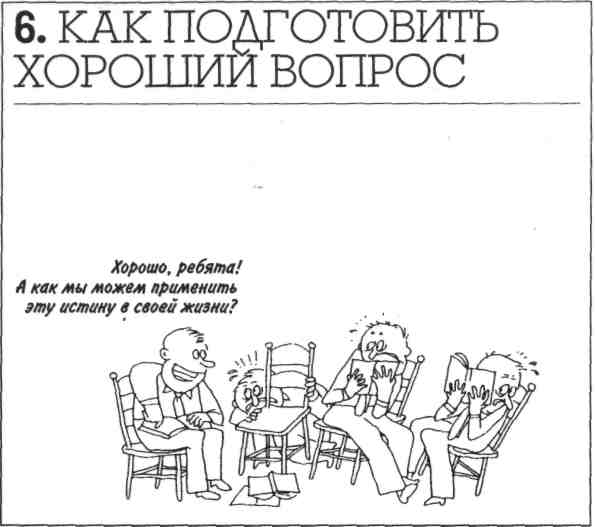 6. КАК ПОДГОТОВИТЬ
ХОРОШИЙ ВОПРОС
Хорошо, ребята!
А как мы можем применить
эту истину в своей жизни?